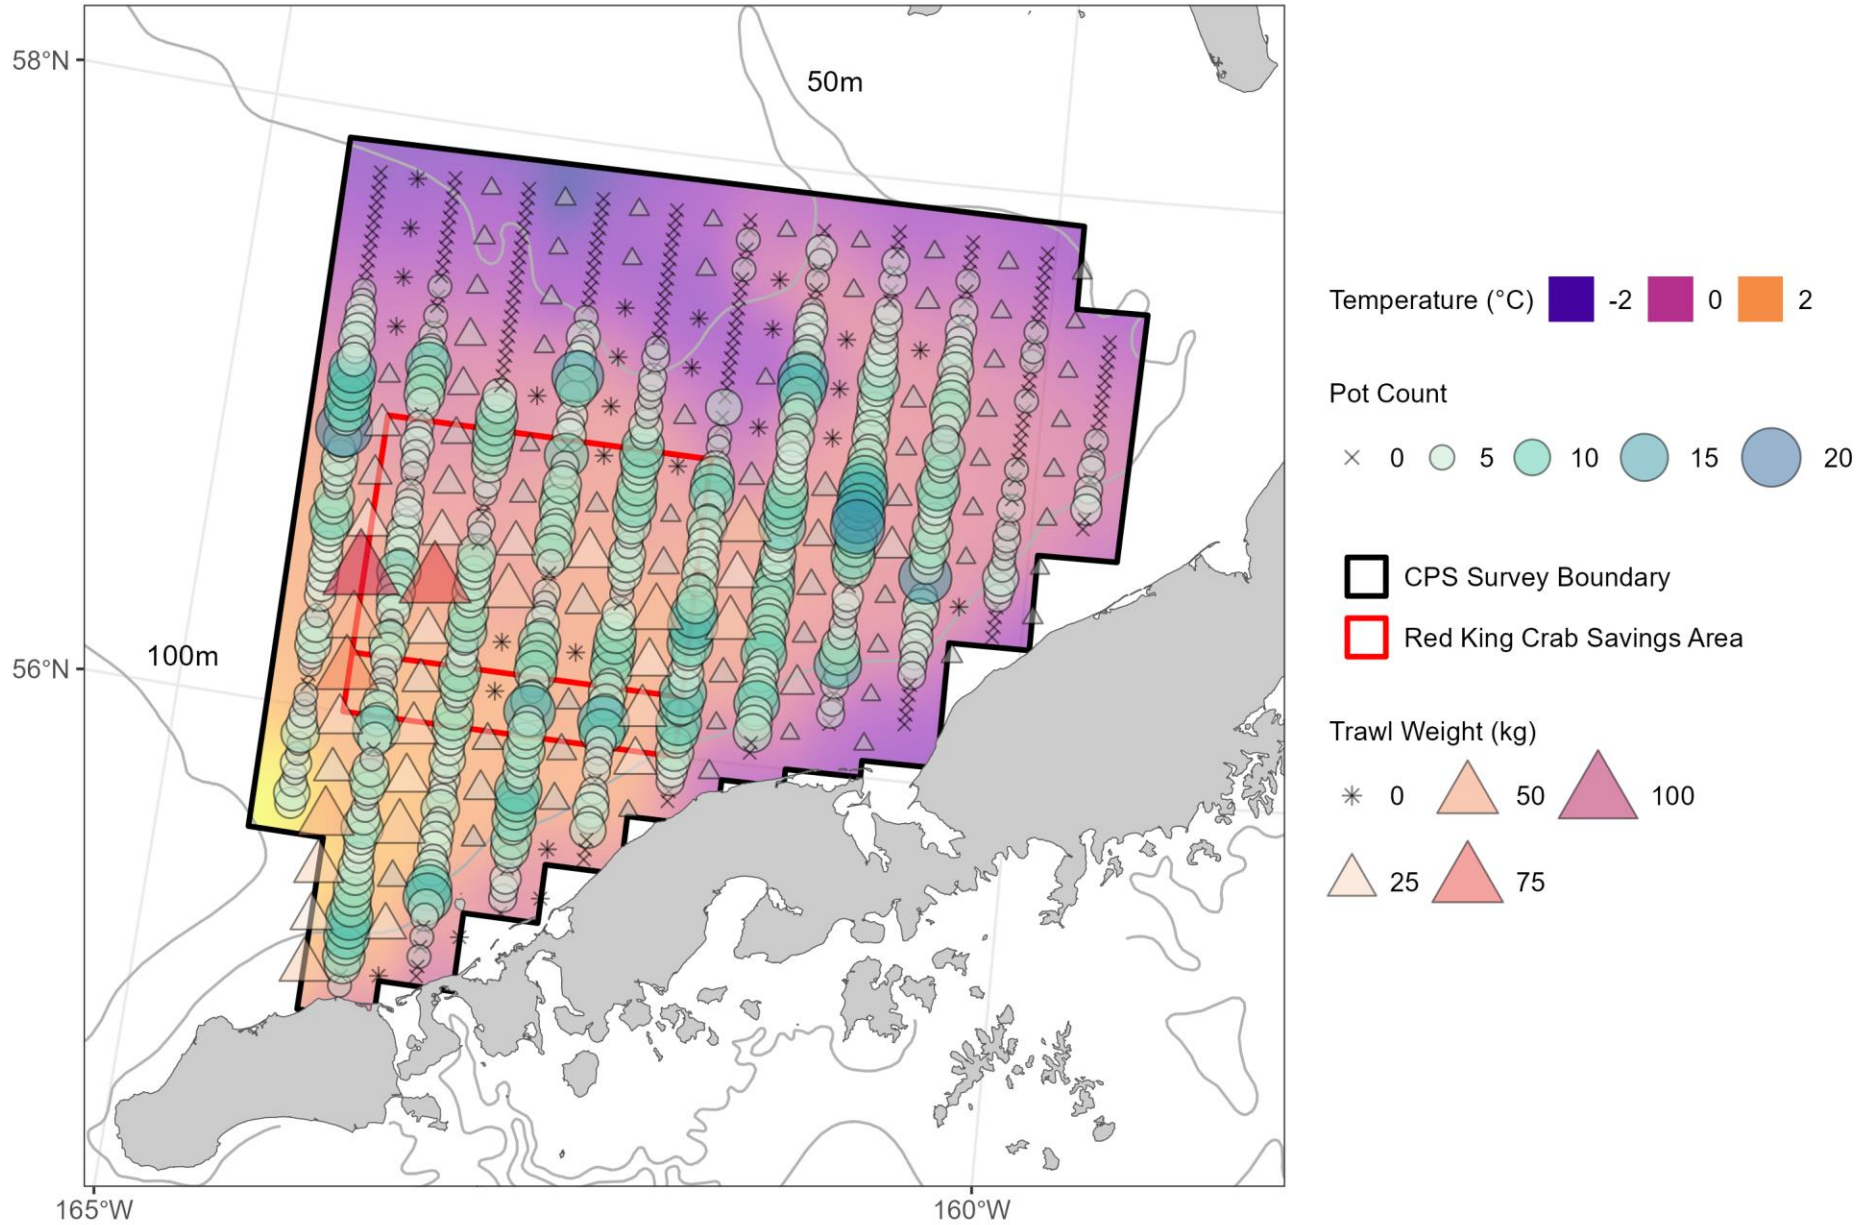 58°N
56°N
165°W
160°W
50m
100m
Temperature (°C) -2 0 2
Pot Count
0 5 10 15 20
CPS Survey Boundary
Red King Crab Savings Area
Trawl Weight (kg)
0 50 100
25 75